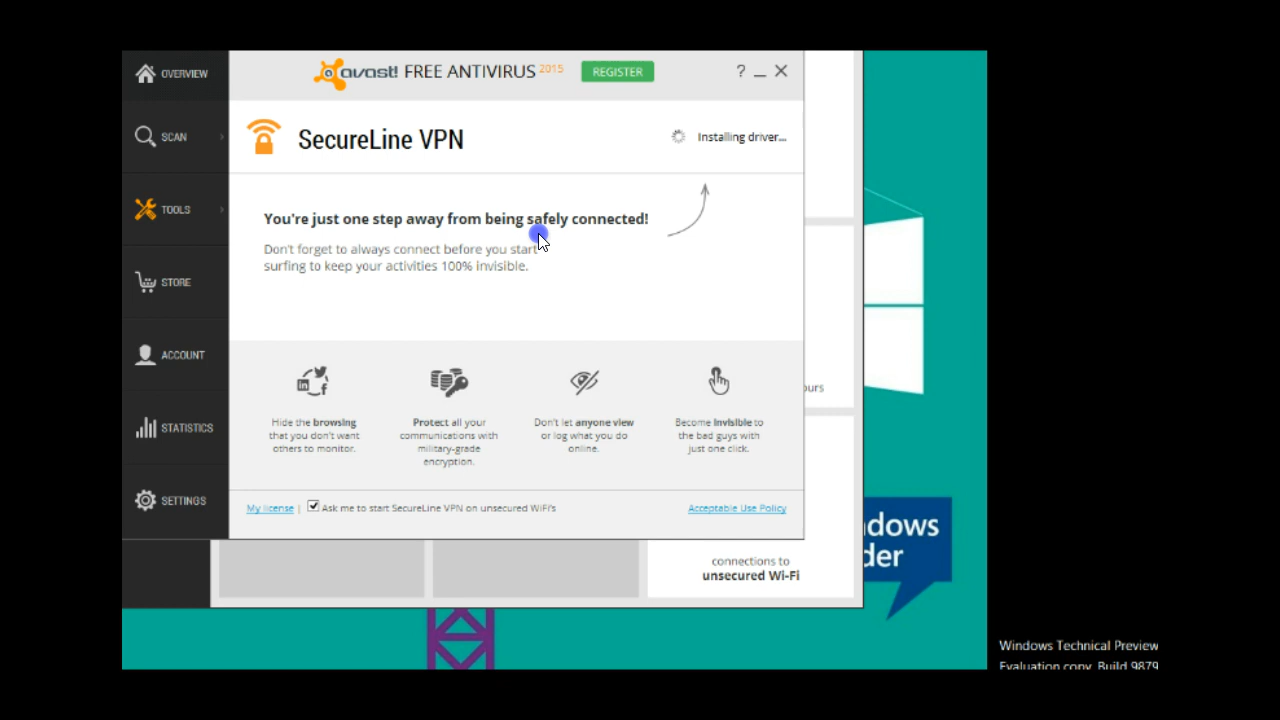 OVERVIEW
SCAN
TOOLS
STORE
ACCOUNT
STATISTICS
SETTINGS
avast! FREE ANTIVIRUS 2015
REGISTER
?
SecureLine VPN
Installing driver...
You're just one step away from being safely connected!
Don't forget to always connect before you start
surfing to keep your activities 100% invisible.
Hide the browsing
that you don't want
others to monitor.
Protect all your
communications with
military-grade
encryption.
Don't let anyone view
or log what you do
online.
Become invisible to
the bad guys with
just one click.
My license |
Ask me to start SecureLine VPN on unsecured WiFi's
Acceptable Use Policy
ours
connections to
unsecured Wi-Fi
ndows
der
Windows Technical Preview
Evaluation copy. Build 9879